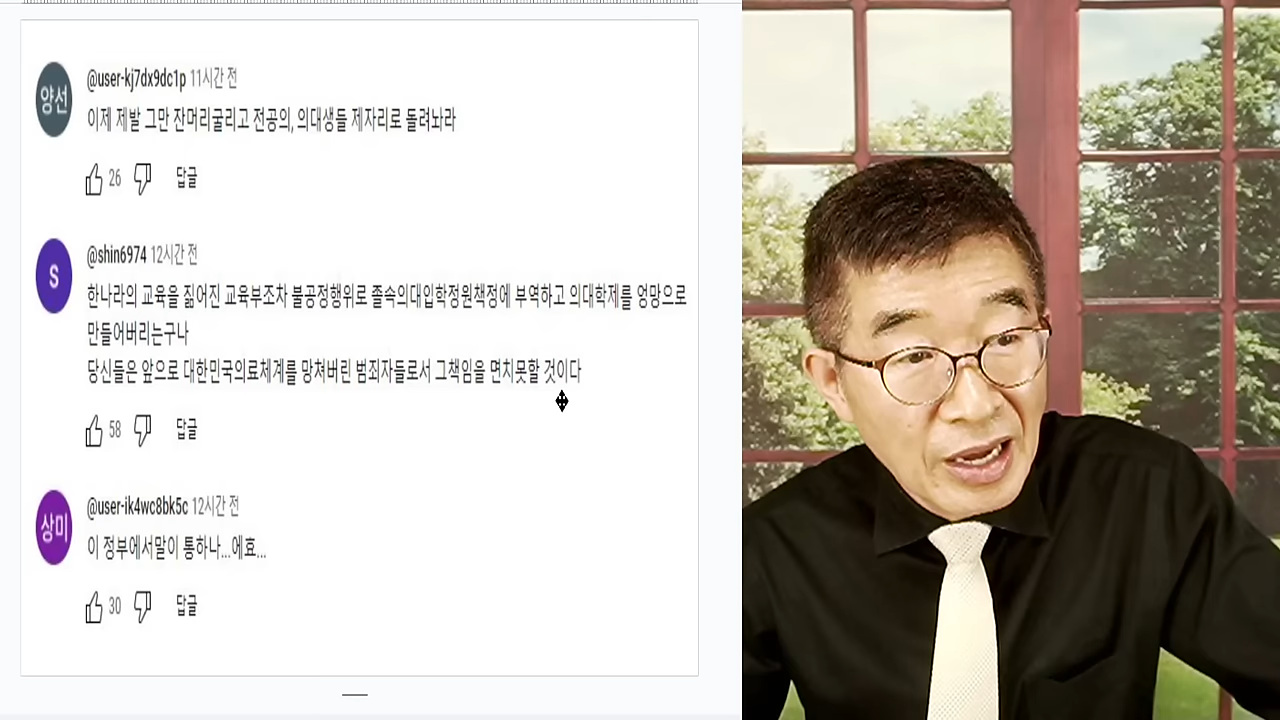 양선
@user-kj7dx9dc1p 11시간 전
이제 제발 그만 잔머리굴리고 전공의, 의대생들 제자리로 돌려놔라
26 답글
S
@shin6974 12시간 전
한나라의 교육을 짊어진 교육부조차 불공정행위로 졸속의대입학정원책정에 부역하고 의대학제를 엉망으로
만들어버리는구나
당신들은 앞으로 대한민국의료체계를 망쳐버린 범죄자들로서 그책임을 면치못할 것이다
58 답글
상미
@user-ik4wc8bk5c 12시간 전
이 정부에서말이 통하나...에효...
30 답글